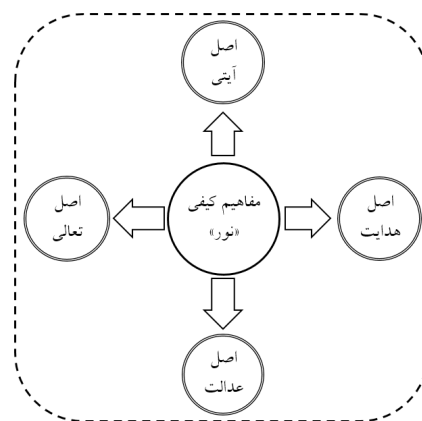 اصل
آیتی
مفاهیم کیفی
«نور»
اصل
هدایت
اصل
تعالی
اصل
عدالت